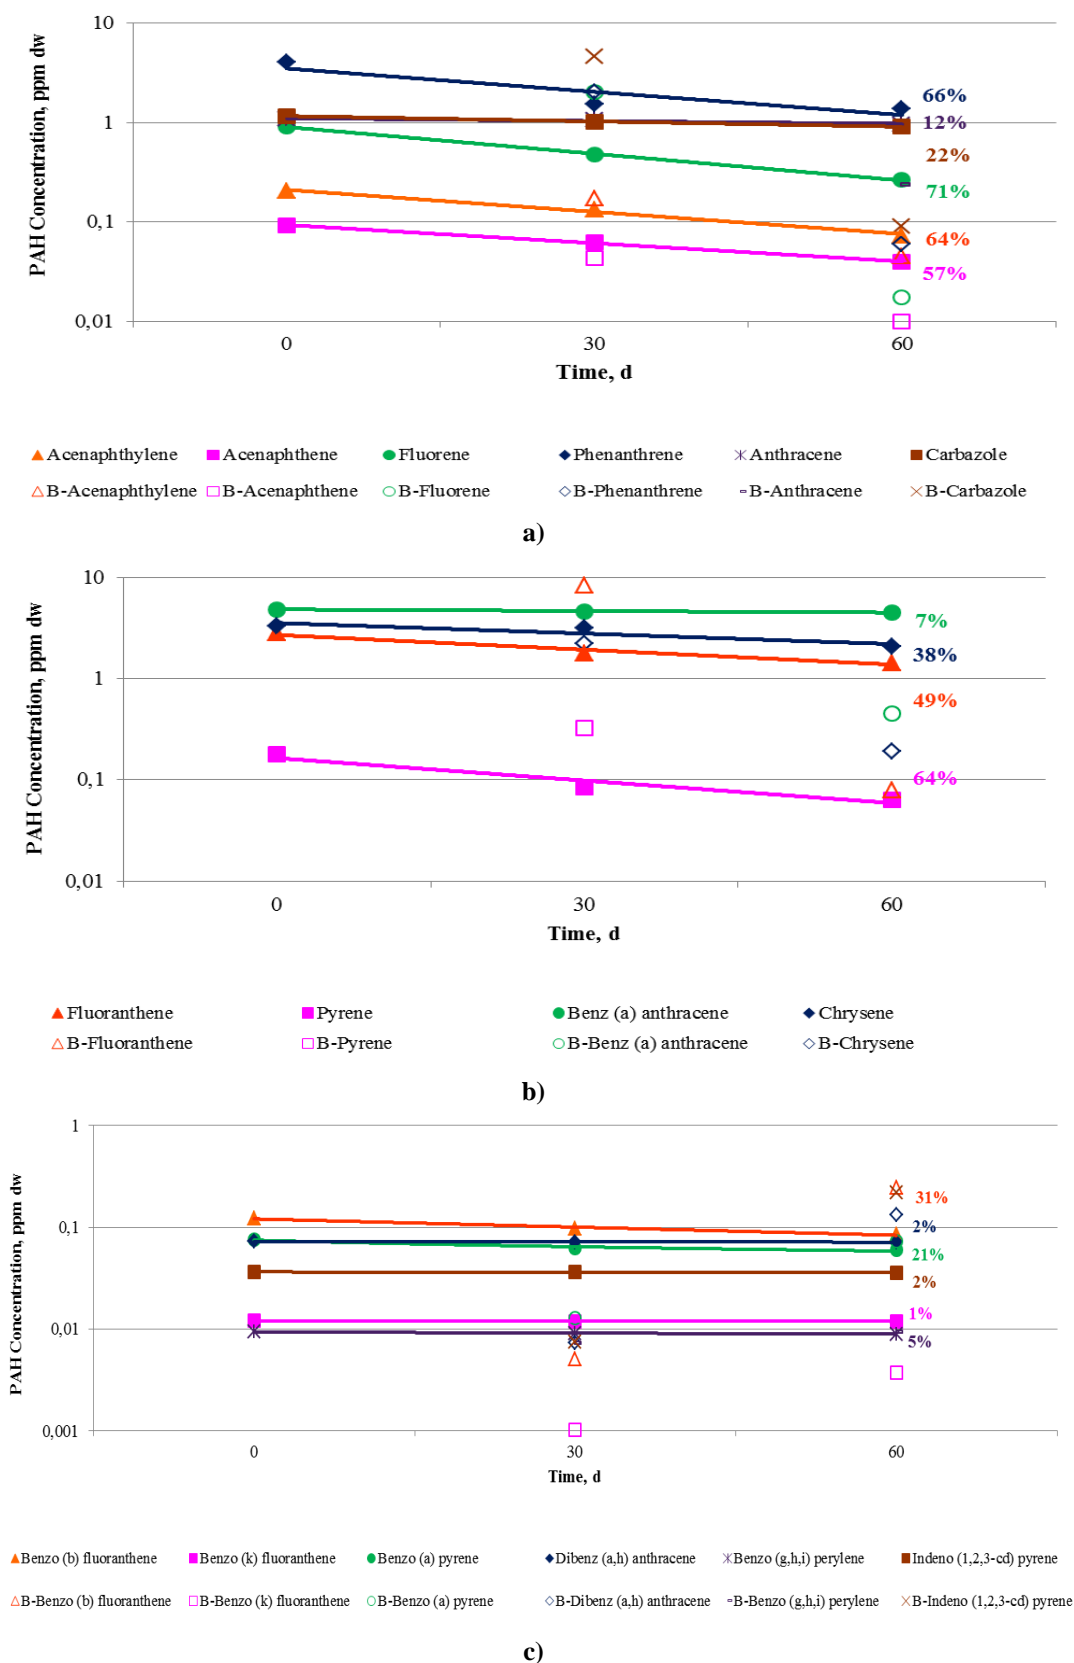 10
1
0,1
0,01
PAH Concentration, ppm dw
66%
12%
22%
71%
64%
57%
0 30 60
Time, d
Acenaphthylene Acenaphthene Fluorene Phenanthrene Anthracene Carbazole
B-Acenaphthylene B-Acenaphthene B-Fluorene B-Phenanthrene B-Anthracene B-Carbazole
a)
10
1
0,1
0,01
PAH Concentration, ppm dw
7%
38%
49%
64%
0 30 60
Time, d
Fluoranthene Pyrene Benz (a) anthracene Chrysene
B-Fluoranthene B-Pyrene B-Benz (a) anthracene B-Chrysene
b)
1
0,1
0,01
0,001
PAH Concentration, ppm dw
31%
2%
21%
2%
1%
5%
0 30 60
Time, d
Benzo (b) fluoranthene Benzo (k) fluoranthene Benzo (a) pyrene Dibenz (a,h) anthracene Benzo (g,h,i) perylene Indeno (1,2,3-cd) pyrene
B-Benzo (b) fluoranthene B-Benzo (k) fluoranthene B-Benzo (a) pyrene B-Dibenz (a,h) anthracene B-Benzo (g,h,i) perylene B-Indeno (1,2,3-cd) pyrene
c)